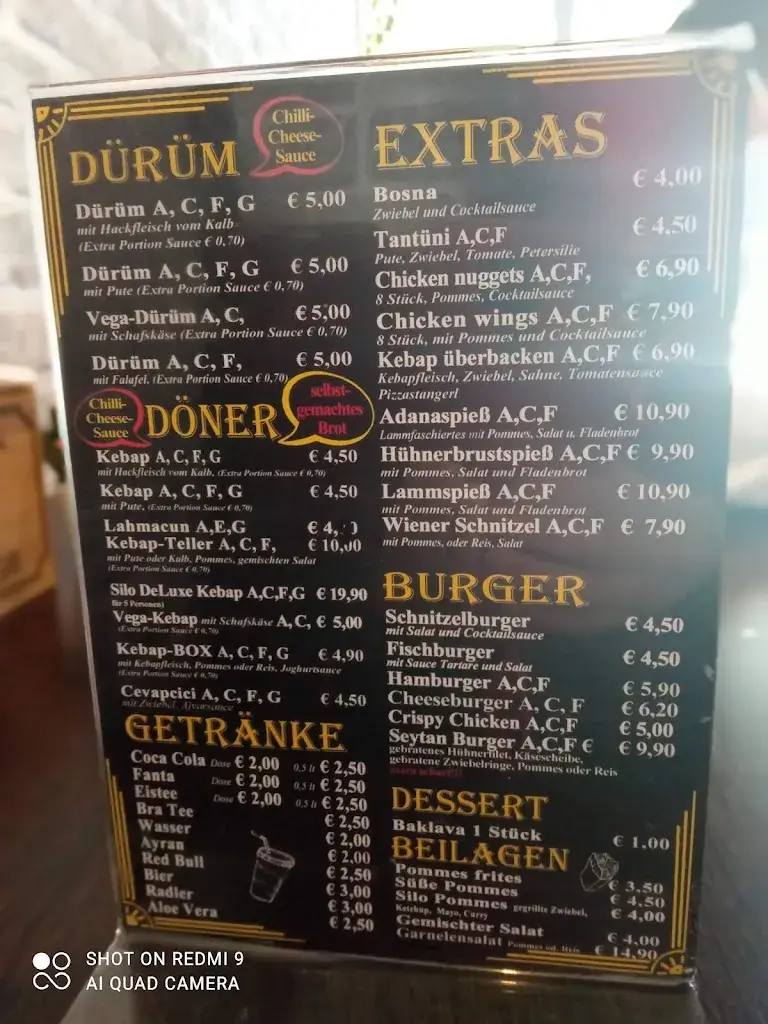 DÜRÜM
Chilli-
Cheese-
Sauce
Dürüm A, C, F, G € 5,00
mit Hackfleisch vom Kalb
(Extra Portion Sauce € 0,70)
Dürüm A, C, F, G € 5,00
mit Pute (Extra Portion Sauce € 0,70)
Vega-Dürüm A, C, € 5,00
mit Schafskäse (Extra Portion Sauce € 0,70)
Dürüm A, C, F, € 5,00
mit Falafel. (Extra Portion Sauce € 0,70)
Chilli-
Cheese-
Sauce
DÖNER
selbst-
gemachtes
Brot
Kebap A, C, F, G € 4,50
mit Hackfleisch vom Kalb, (Extra Portion Sauce € 0,70)
Kebap A, C, F, G € 4,50
mit Pute, (Extra Portion Sauce € 0,70)
Lahmacun A,E,G
Kebap-Teller A, C, F, € 10,00
mit Pute oder Kalb, Pommes, gemischten Salat
(Extra Portion Sauce € 0,70)
Silo DeLuxe Kebap A,C,F,G € 19,90
für 5 Personen)
Vega-Kebap mit Schafskäse A, C, € 5,00
(Extra Portion Sauce € 0,70)
Kebap-BOX A, C, F, G € 4,90
mit Kebapfleisch, Pommes oder Reis, Joghurtsauce
(Extra Portion Sauce € 0,70)
Cevapcici A, C, F, G € 4,50
mit Zwiebel, Ajvarsauce
GETRÄNKE
Coca Cola Dose € 2,00 0,5 lt € 2,50
Fanta Dose € 2,00 0,5 lt € 2,50
Eistee Dose € 2,00 0,5 lt € 2,50
Bra Tee € 2,50
Wasser € 2,00
Ayran € 2,00
Red Bull € 2,50
Bier € 3,00
Radler € 3,00
Aloe Vera € 2,50
EXTRAS
Bosna € 4,00
Zwiebel und Cocktailsauce
Tantüni A,C,F € 4,50
Pute, Zwiebel, Tomate, Petersilie
Chicken nuggets A,C,F, € 6,90
8 Stück, Pommes, Cocktailsauce
Chicken wings A,C,F € 7,90
8 Stück, mit Pommes und Cocktailsauce
Kebap überbacken A,C,F € 6,90
Kebapfleisch, Zwiebel, Sahne, Tomatensauce
Pizzastangerl
Adanaspieß A,C,F € 10,90
Lammfaschiertes mit Pommes, Salat u. Fladenbrot
Hühnerbrustspieß A,C,F € 9,90
mit Pommes, Salat und Fladenbrot
Lammspieß A,C,F € 10,90
mit Pommes, Salat und Fladenbrot
Wiener Schnitzel A,C,F € 7,90
mit Pommes, oder Reis, Salat
BURGER
Schnitzelburger € 4,50
mit Salat und Cocktailsauce
Fischburger € 4,50
mit Sauce Tartare und Salat
Hamburger A,C,F € 5,90
Cheeseburger A, C, F € 6,20
Crispy Chicken A,C,F € 5,00
Seytan Burger A,C,F € € 9,90
gebratenes Hühnerfilet, Käsescheibe,
gebratene Zwiebelringe, Pommes oder Reis
DESSERT
Baklava 1 Stück € 1,00
BEILAGEN
Pommes frites € 3,50
Süße Pommes € 4,50
Silo Pommes gegrillte Zwiebel, € 4,00
Ketchup, Mayo, Curry
Gemischter Salat € 4,00
Garnelensalat Pommes od. Reis € 14,90
SHOT ON REDMI 9
AI QUAD CAMERA